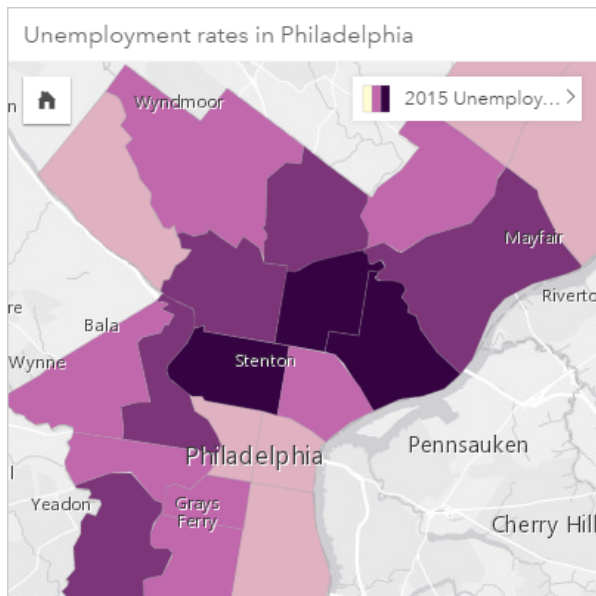 Unemployment rates in Philadelphia
n
Wyndmoor
2015 Unemploy...
Mayfair
re
Riverto
Bala
Wynne
Stenton
Pennsauken
Philadelphia
l
Yeadon
Grays
Ferry
Cherry Hill